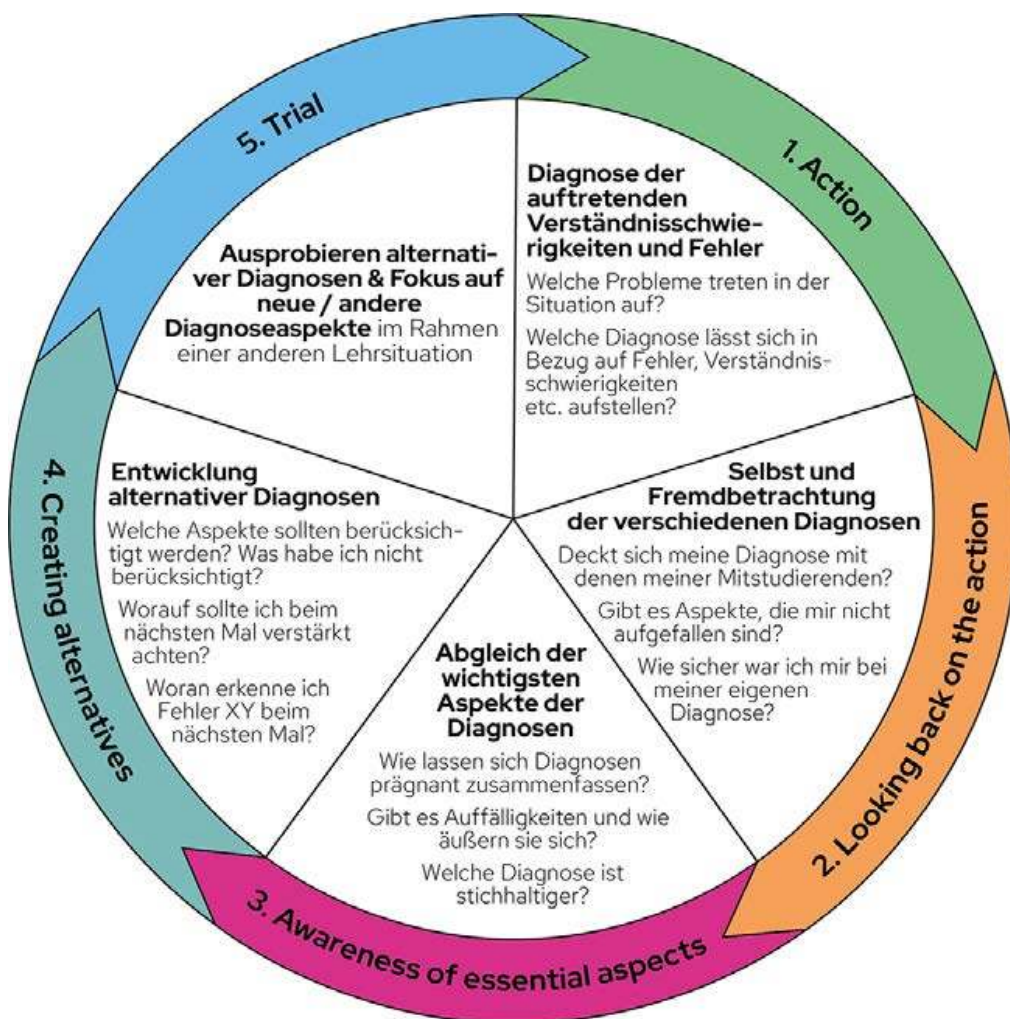 1. Action
Diagnose der
auftretenden
Verständnisschwie-
rigkeiten und Fehler
Welche Probleme treten in der
Situation auf?
Welche Diagnose lässt sich in
Bezug auf Fehler, Verständnis-
schwierigkeiten
etc. aufstellen?
2. Looking back on the action
Selbst und
Fremdbetrachtung
der verschiedenen Diagnosen
Deckt sich meine Diagnose mit
denen meiner Mitstudierenden?
Gibt es Aspekte, die mir nicht
aufgefallen sind?
Wie sicher war ich mir bei
meiner eigenen
Diagnose?
3. Awareness of essential aspects
Abgleich der
wichtigsten
Aspekte der
Diagnosen
Wie lassen sich Diagnosen
prägnant zusammenfassen?
Gibt es Auffälligkeiten und wie
äußern sie sich?
Welche Diagnose ist
stichhaltiger?
4. Creating alternatives
Entwicklung
alternativer Diagnosen
Welche Aspekte sollten berücksich-
tigt werden? Was habe ich nicht
berücksichtigt?
Worauf sollte ich beim
nächsten Mal verstärkt
achten?
Woran erkenne ich
Fehler XY beim
nächsten Mal?
5. Trial
Ausprobieren alternati-
ver Diagnosen & Fokus auf
neue / andere
Diagnoseaspekte im Rahmen
einer anderen Lehrsituation